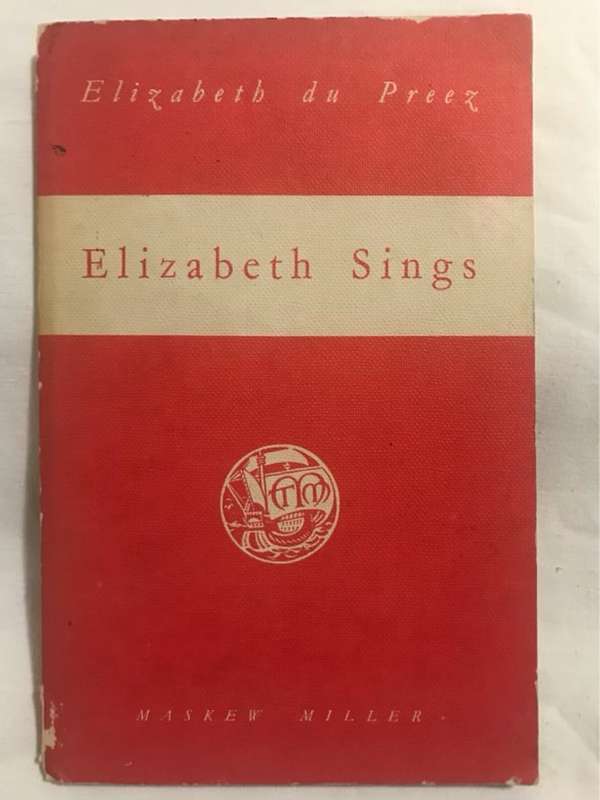 Elizabeth du Preez
Elizabeth Sings
MASKEW MILLER